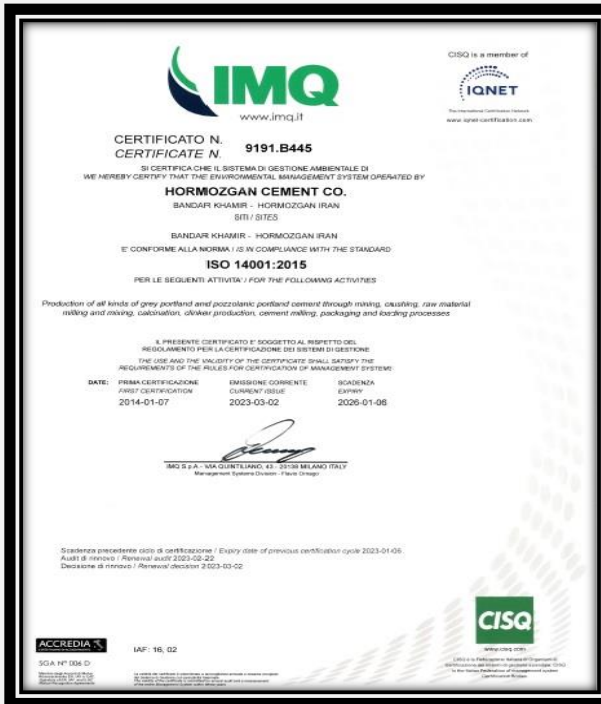 IMQ
www.imq.it
CISQ is a member of
IQNET
The International Certification Network
www.iqnet-certification.com
CERTIFICATO N.
CERTIFICATE N. 9191.B445
SI CERTIFICA CHE IL SISTEMA DI GESTIONE AMBIENTALE DI
WE HEREBY CERTIFY THAT THE ENVIRONMENTAL MANAGEMENT SYSTEM OPERATED BY
HORMOZGAN CEMENT CO.
BANDAR KHAMIR - HORMOZGAN IRAN
SITI / SITES
BANDAR KHAMIR - HORMOZGAN IRAN
E' CONFORME ALLA NORMA / IS IN COMPLIANCE WITH THE STANDARD
ISO 14001:2015
PER LE SEGUENTI ATTIVITA' / FOR THE FOLLOWING ACTIVITIES
Production of all kinds of grey portland and pozzolanic portland cement through mining, crushing, raw material
milling and mixing, calcination, clinker production, cement milling, packaging and loading processes
IL PRESENTE CERTIFICATO E' SOGGETTO AL RISPETTO DEL
REGOLAMENTO PER LA CERTIFICAZIONE DEI SISTEMI DI GESTIONE
THE USE AND THE VALIDITY OF THE CERTIFICATE SHALL SATISFY THE
REQUIREMENTS OF THE RULES FOR CERTIFICATION OF MANAGEMENT SYSTEMS
DATE: PRIMA CERTIFICAZIONE EMISSIONE CORRENTE SCADENZA
FIRST CERTIFICATION CURRENT ISSUE EXPIRY
2014-01-07 2023-03-02 2026-01-06
IMQ S.p.A. - VIA QUINTILIANO, 43 - 20138 MILANO ITALY
Management Systems Division - Flavio Ornago
Scadenza precedente ciclo di certificazione / Expiry date of previous certification cycle 2023-01-06
Audit di rinnovo / Renewal audit 2023-02-22
Decisione di rinnovo / Renewal decision 2023-03-02
CISQ
www.cisq.com
ACCREDIA
IAF: 16, 02
SGA N° 006 D